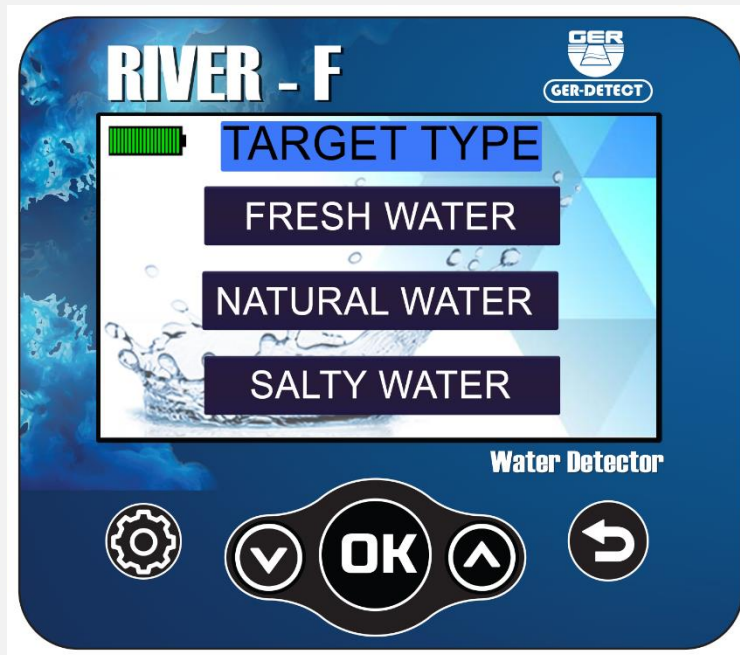 RIVER - F
GER
GER-DETECT
TARGET TYPE
FRESH WATER
NATURAL WATER
SALTY WATER
Water Detector
OK